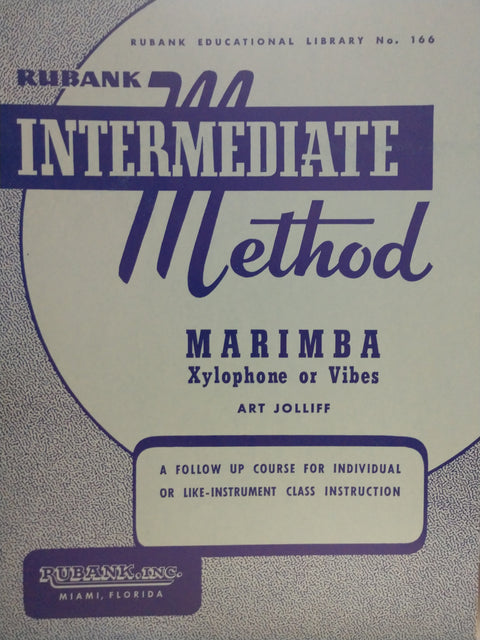 RUBANK EDUCATIONAL LIBRARY No. 166
RUBANK
INTERMEDIATE
Method
MARIMBA
Xylophone or Vibes
ART JOLLIFF
A FOLLOW UP COURSE FOR INDIVIDUAL
OR LIKE-INSTRUMENT CLASS INSTRUCTION
RUBANK, INC.
MIAMI, FLORIDA